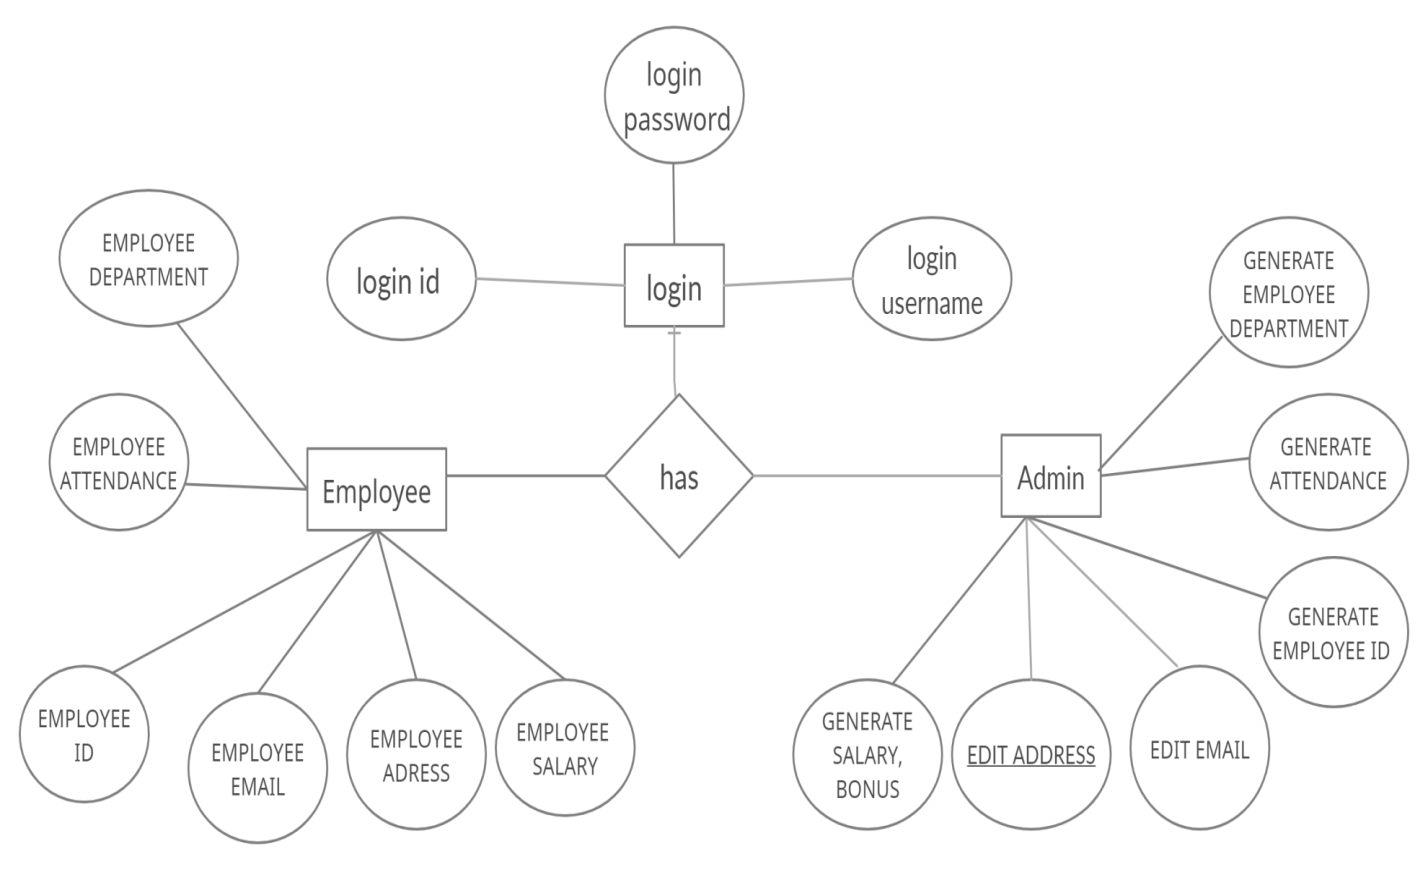 login
password
EMPLOYEE
DEPARTMENT
login id
login
login
username
GENERATE
EMPLOYEE
DEPARTMENT
EMPLOYEE
ATTENDANCE
Employee
has
Admin
GENERATE
ATTENDANCE
GENERATE
EMPLOYEE ID
EMPLOYEE
ID
EMPLOYEE
EMAIL
EMPLOYEE
ADRESS
EMPLOYEE
SALARY
GENERATE
SALARY,
BONUS
EDIT ADDRESS
EDIT EMAIL